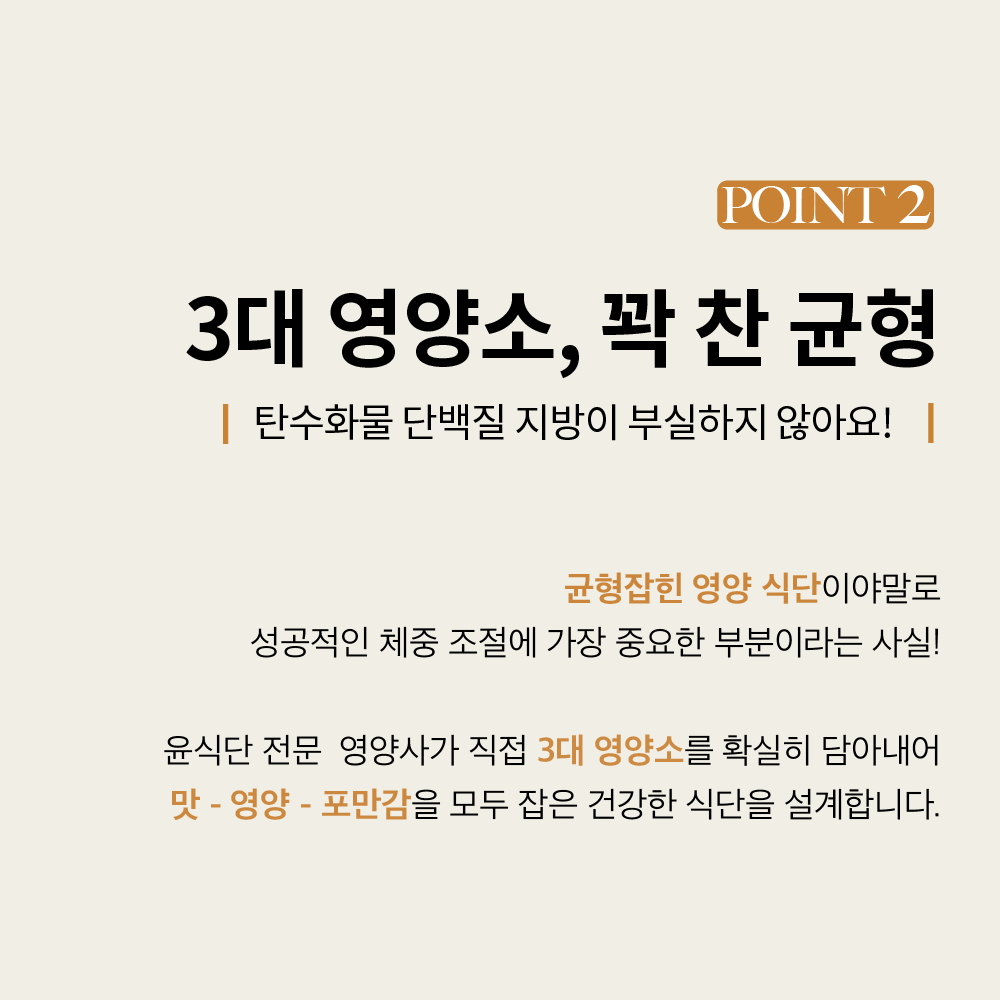 POINT 2
3대 영양소, 꽉 찬 균형
| 탄수화물 단백질 지방이 부실하지 않아요! |
균형잡힌 영양 식단이야말로
성공적인 체중 조절에 가장 중요한 부분이라는 사실!
윤식단 전문 영양사가 직접 3대 영양소를 확실히 담아내어
맛 - 영양 - 포만감을 모두 잡은 건강한 식단을 설계합니다.